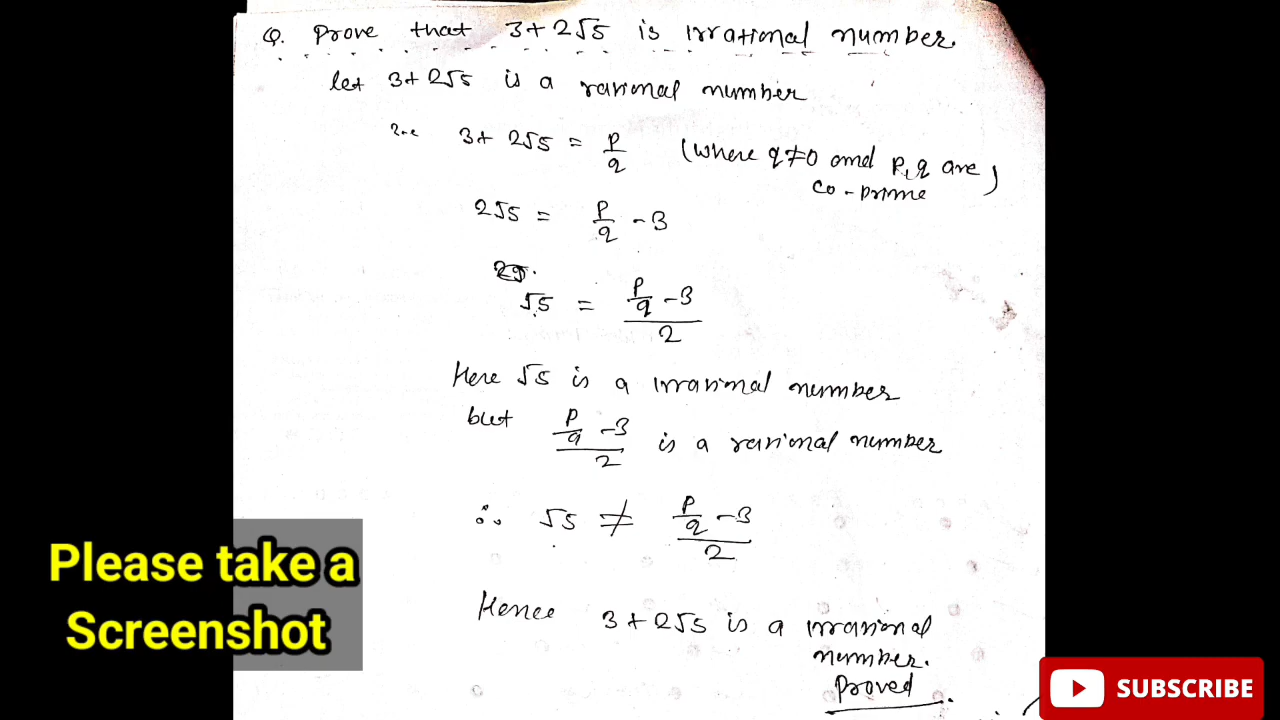 Q. Prove that 3+2√5 is irrational number.
let 3+2√5 is a rational number
i.e 3+2√5 = p/q (where q≠0 and p,q are
co-prime)
2√5 = p/q - 3
√5 = (p/q - 3)/2
Here √5 is a irrational number
but (p/q - 3)/2 is a rational number
∴ √5 ≠ (p/q - 3)/2
Hence 3+2√5 is a irrational
number.
Proved.
Please take a
Screenshot
SUBSCRIBE